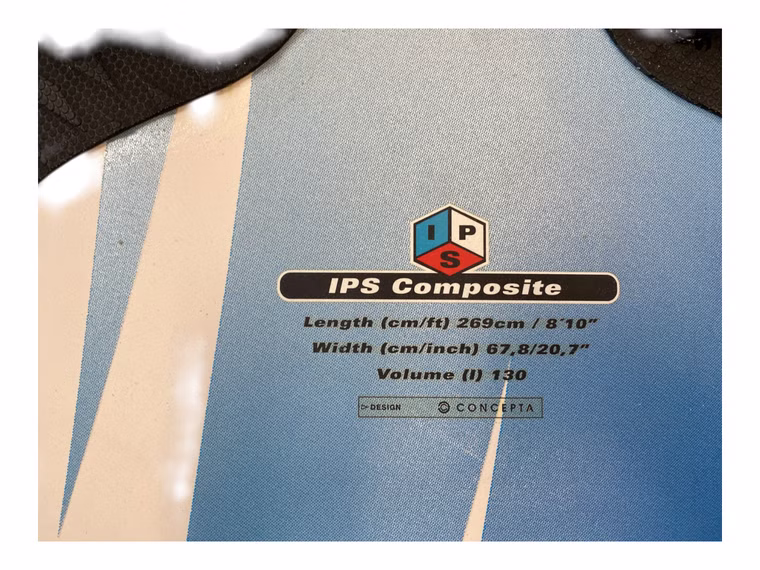 I P
S
IPS Composite
Length (cm/ft) 269cm / 8´10”
Width (cm/inch) 67,8/20,7”
Volume (l) 130
DESIGN © CONCEPTA